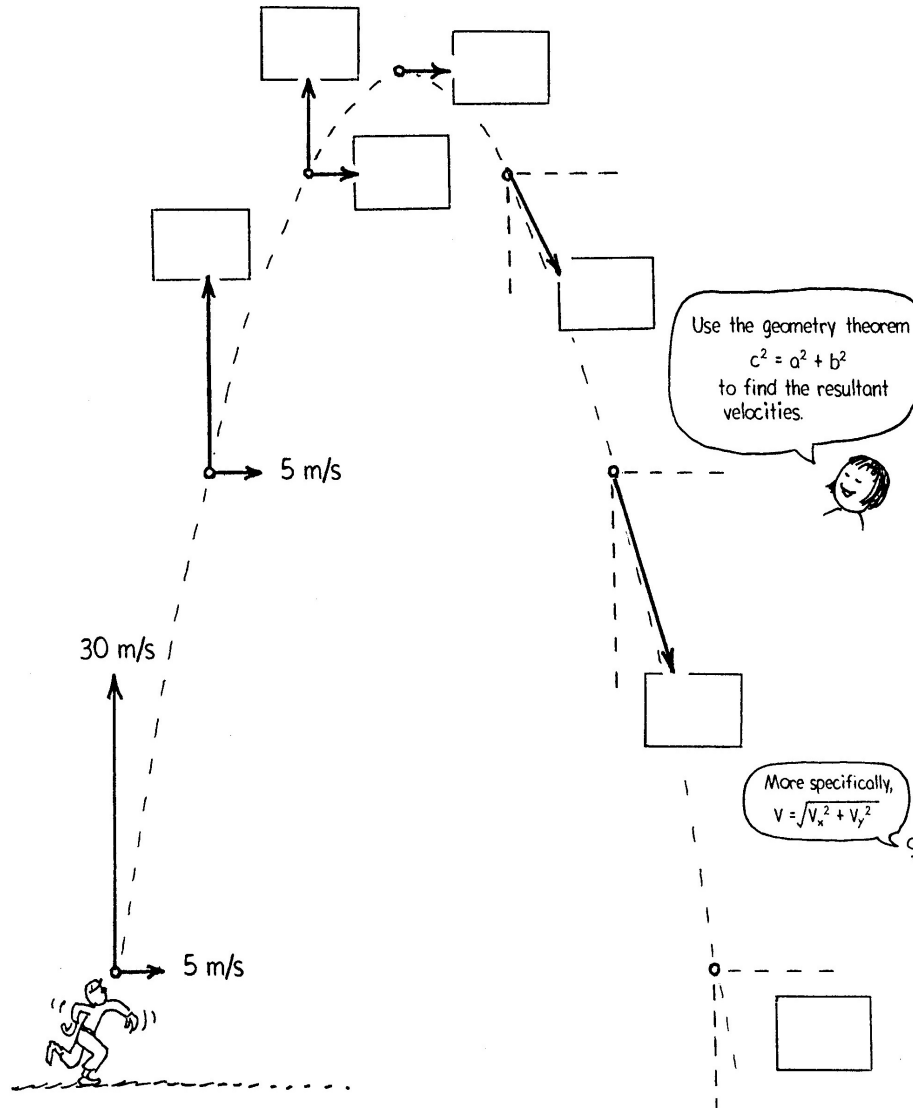 Use the geometry theorem
c² = a² + b²
to find the resultant
velocities.
5 m/s
30 m/s
More specifically,
V = √Vₓ² + Vᵧ²
5 m/s